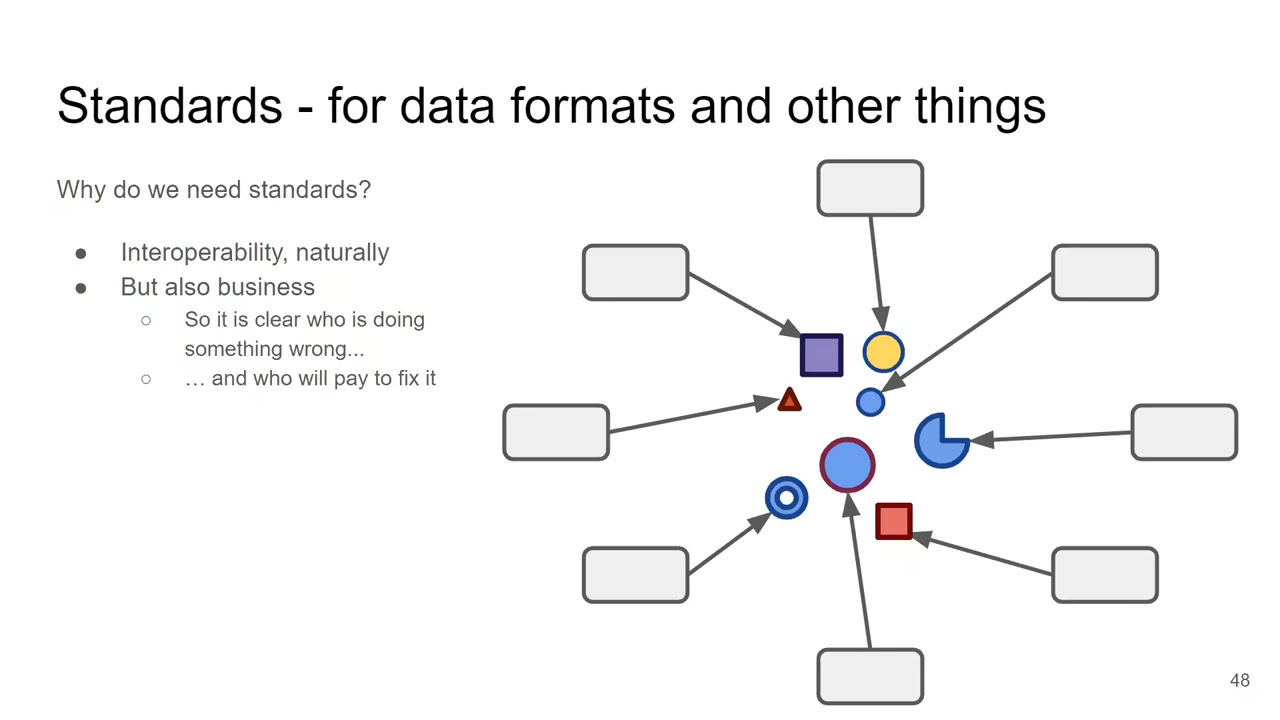 Standards - for data formats and other things
Why do we need standards?
● Interoperability, naturally
● But also business
○ So it is clear who is doing
something wrong...
○ … and who will pay to fix it
48